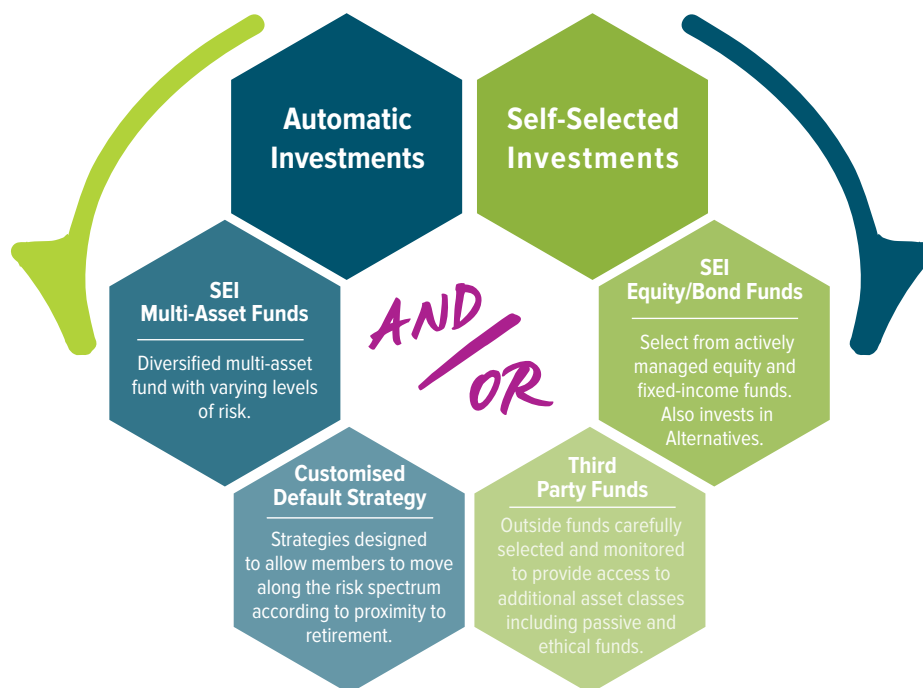 Automatic
Investments
Self-Selected
Investments
SEI
Multi-Asset Funds
Diversified multi-asset
fund with varying levels
of risk.
AND/
OR
SEI
Equity/Bond Funds
Select from actively
managed equity and
fixed-income funds.
Also invests in
Alternatives.
Customised
Default Strategy
Strategies designed
to allow members to move
along the risk spectrum
according to proximity to
retirement.
Third
Party Funds
Outside funds carefully
selected and monitored
to provide access to
additional asset classes
including passive and
ethical funds.